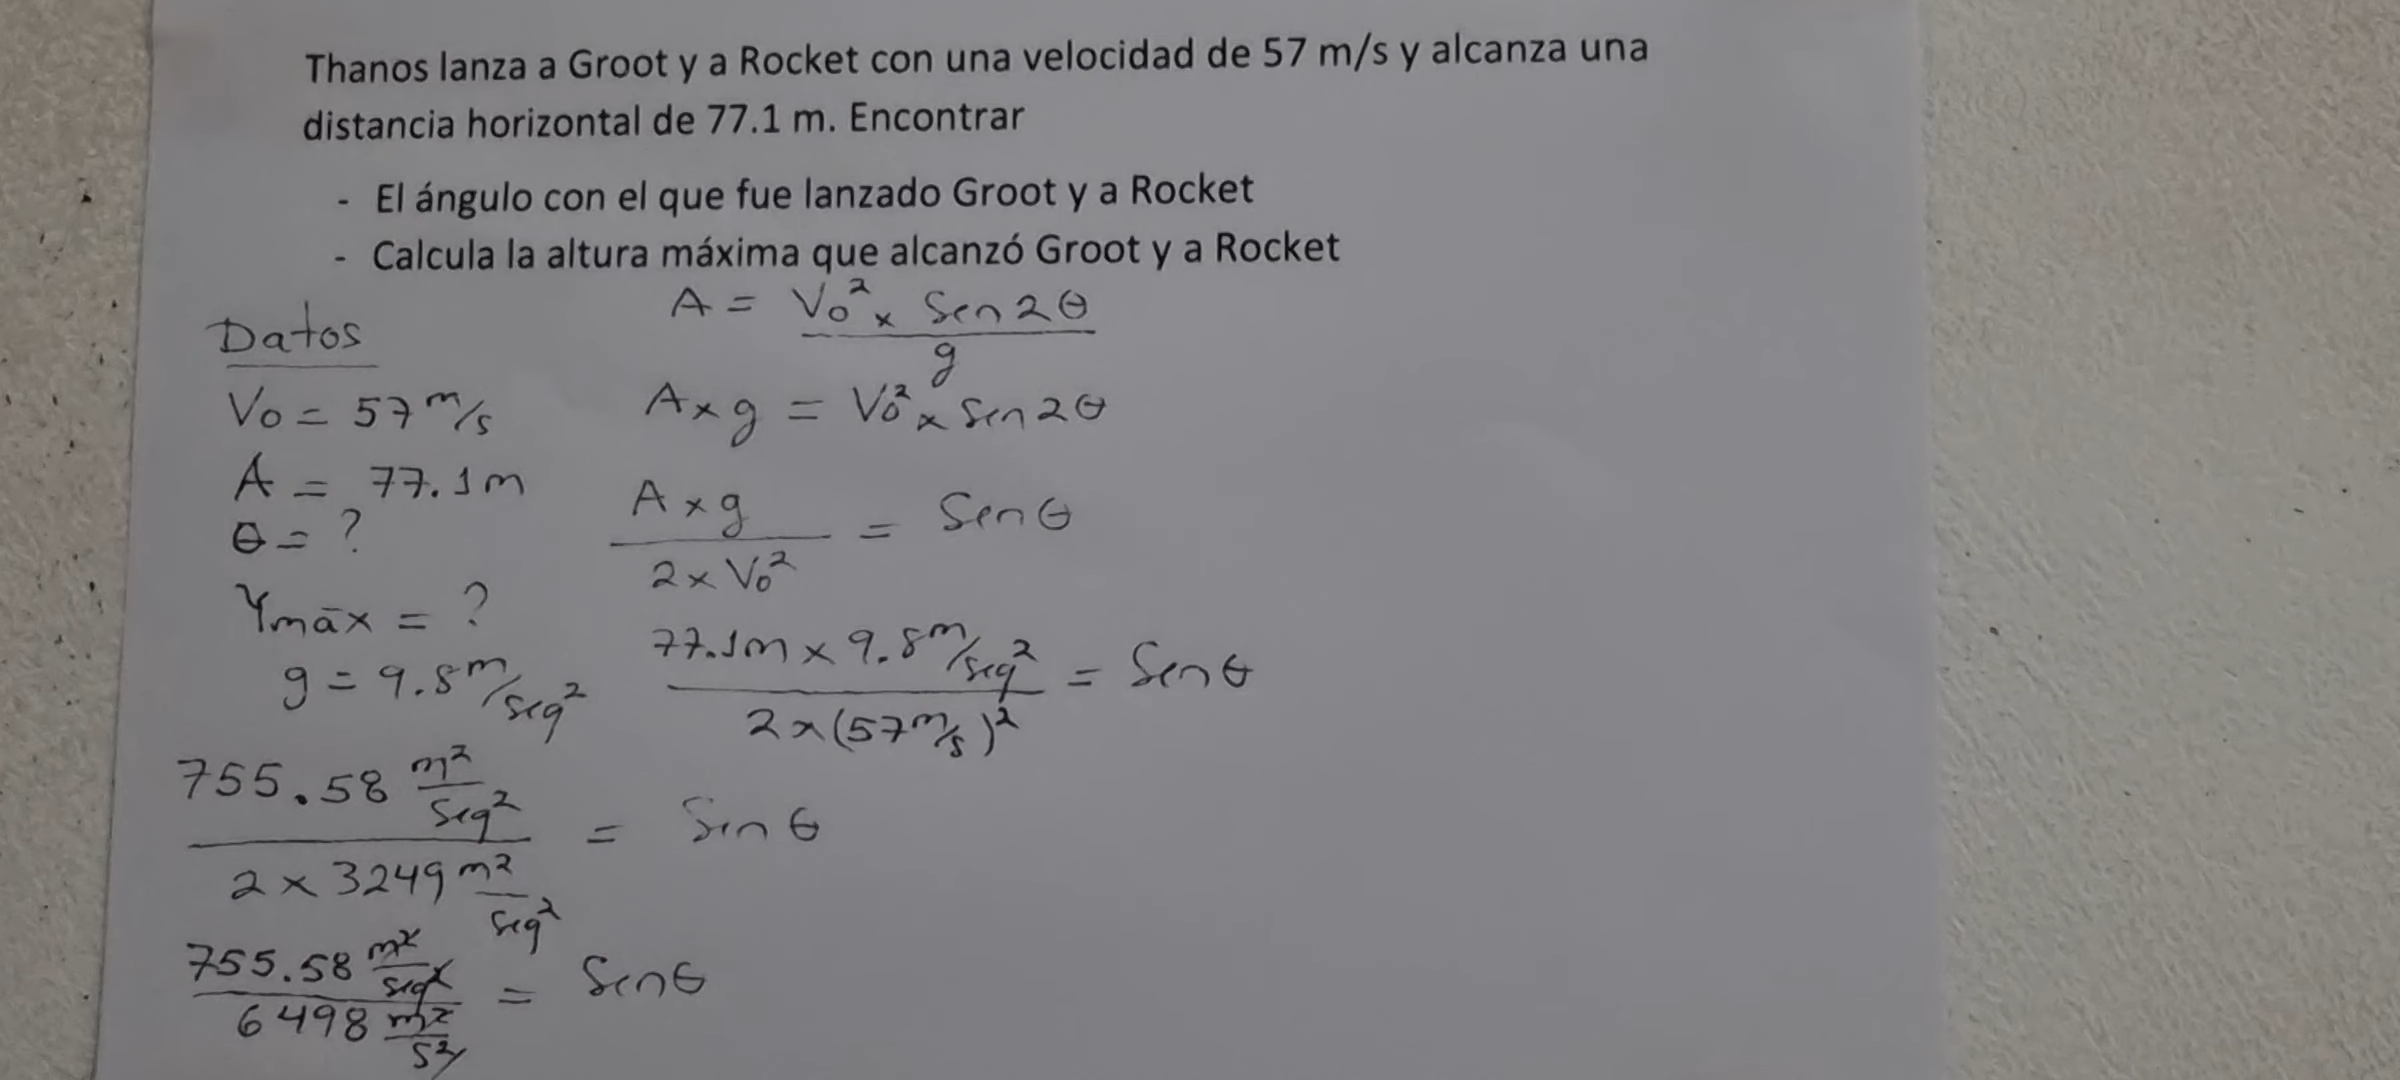 Thanos lanza a Groot y a Rocket con una velocidad de 57 m/s y alcanza una
distancia horizontal de 77.1 m. Encontrar
- El ángulo con el que fue lanzado Groot y a Rocket
- Calcula la altura máxima que alcanzó Groot y a Rocket
Datos
Vo = 57 m/s
A = 77.1m
θ = ?
Ymáx = ?
g = 9.8 m/seg²
A = Vo² x Sen 2θ / g
A x g = Vo² x Sen 2θ
A x g / 2 x Vo² = Sen θ
77.1m x 9.8 m/seg² / 2 x (57 m/s)² = Sen θ
755.58 m²/seg² / 2 x 3249 m²/seg² = Sen θ
755.58 m²/seg² / 6498 m²/s² = Sen θ